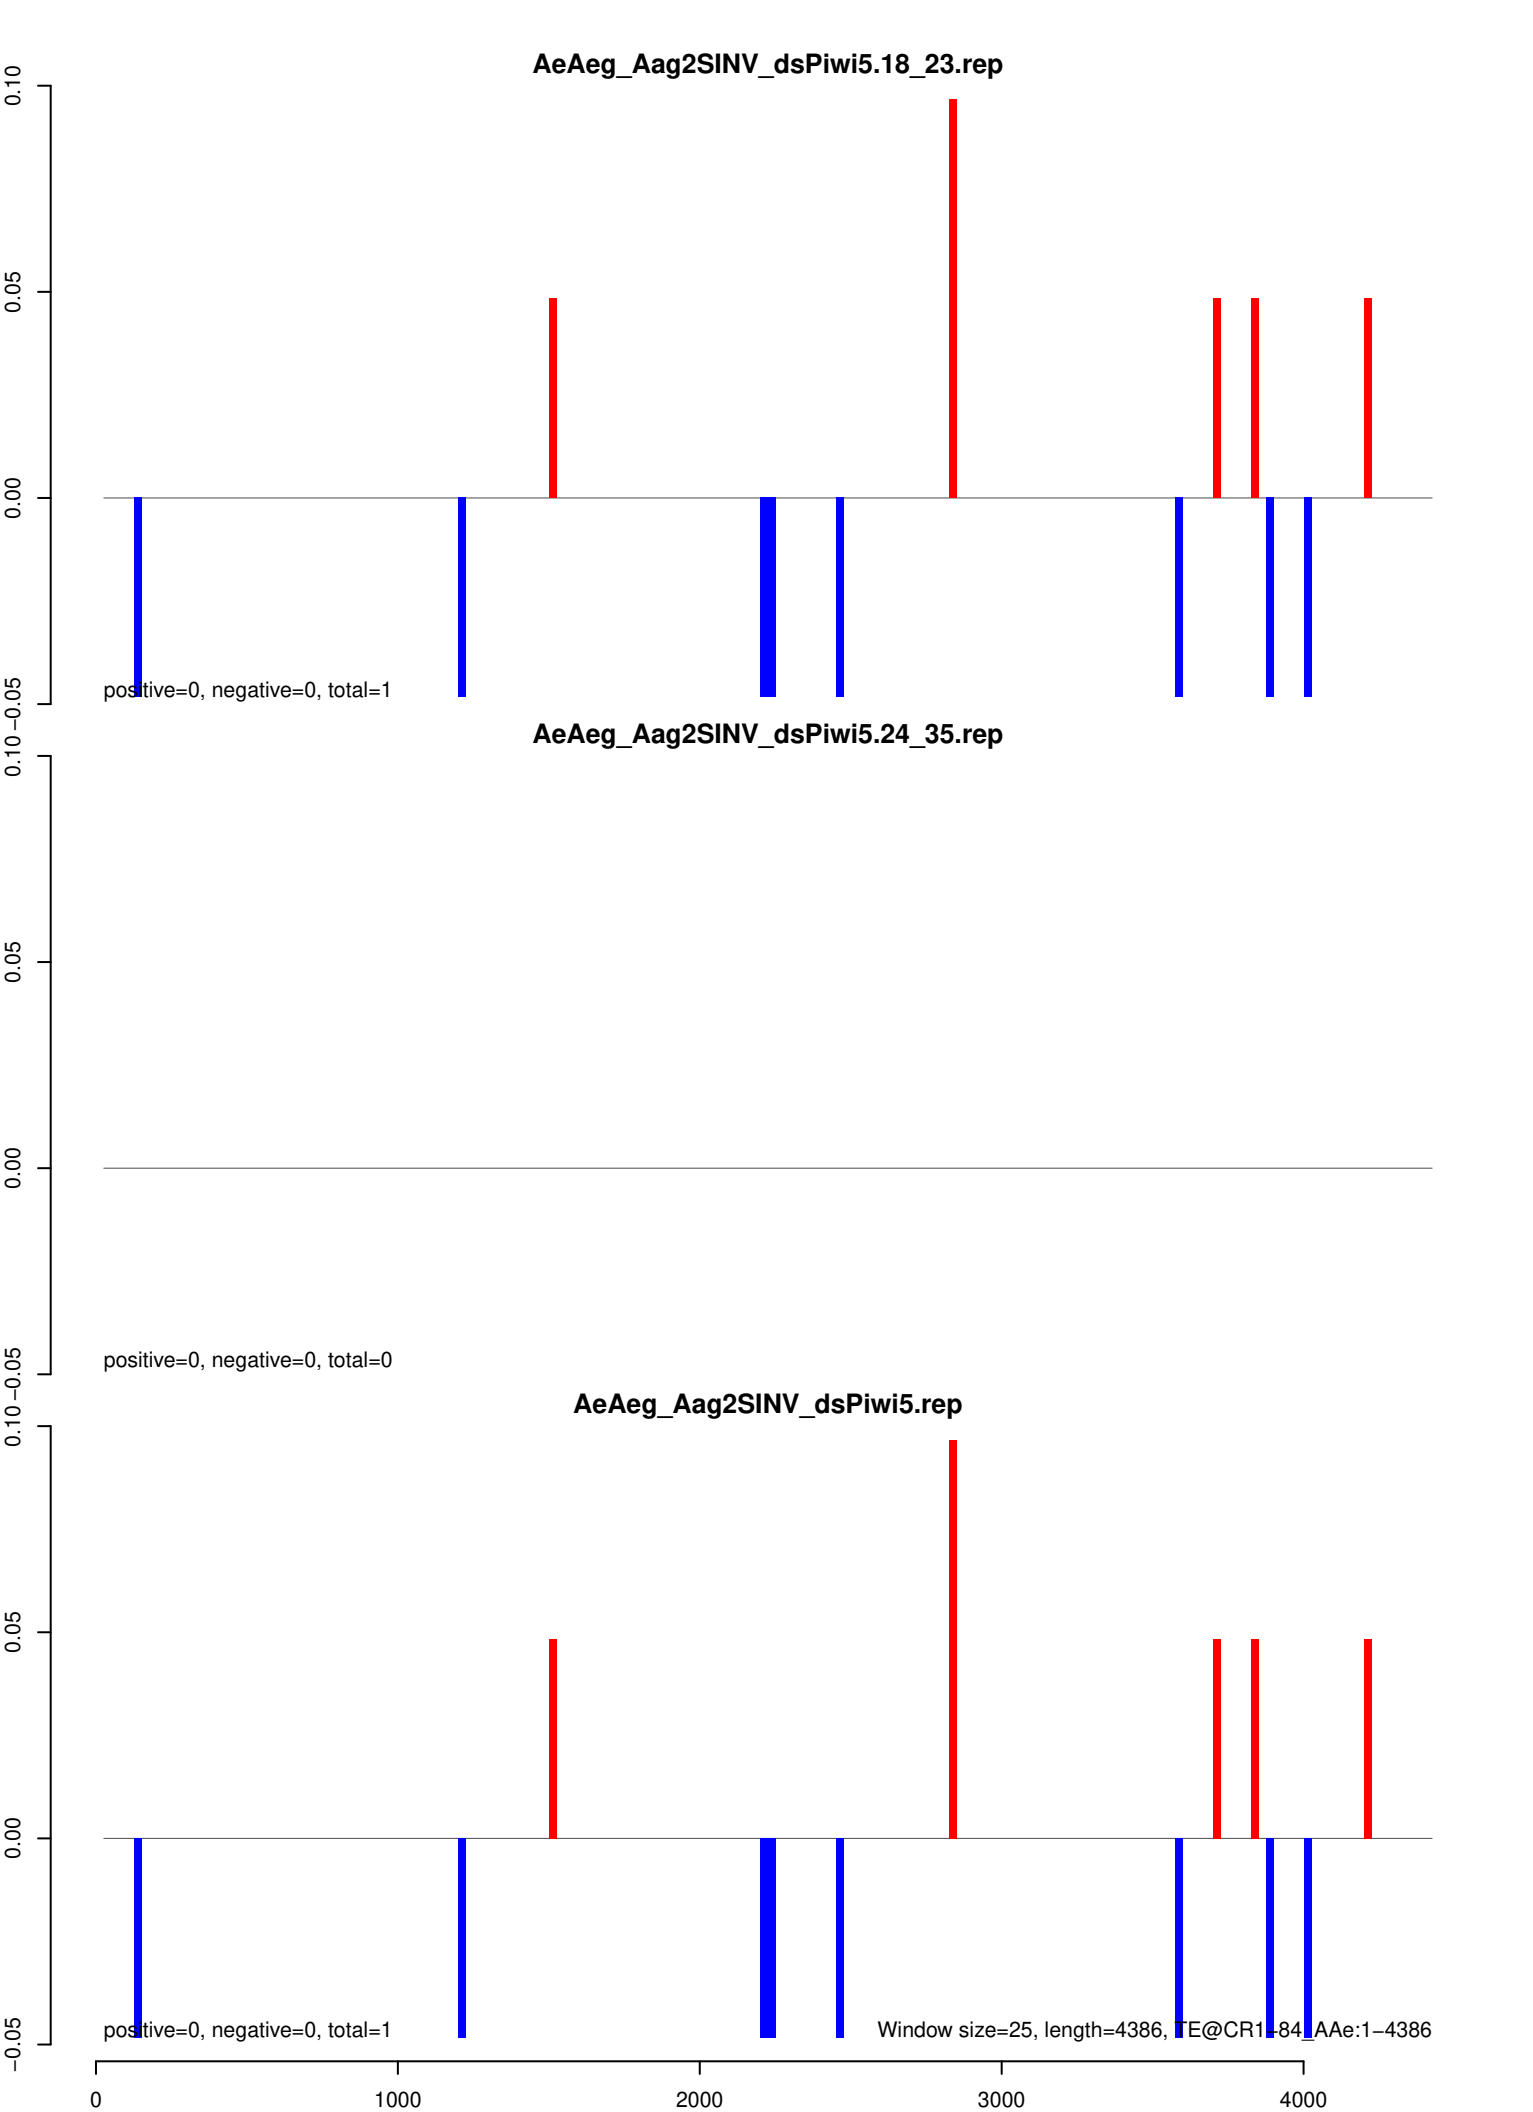 AeAeg_Aag2SINV_dsPiwi5.18_23.rep
0.10
0.05
0.00
−0.05
positive=0, negative=0, total=1
AeAeg_Aag2SINV_dsPiwi5.24_35.rep
0.10
0.05
0.00
−0.05
positive=0, negative=0, total=0
AeAeg_Aag2SINV_dsPiwi5.rep
0.10
0.05
0.00
−0.05
positive=0, negative=0, total=1
Window size=25, length=4386, TE@CR1−84_AAe:1−4386
0 1000 2000 3000 4000